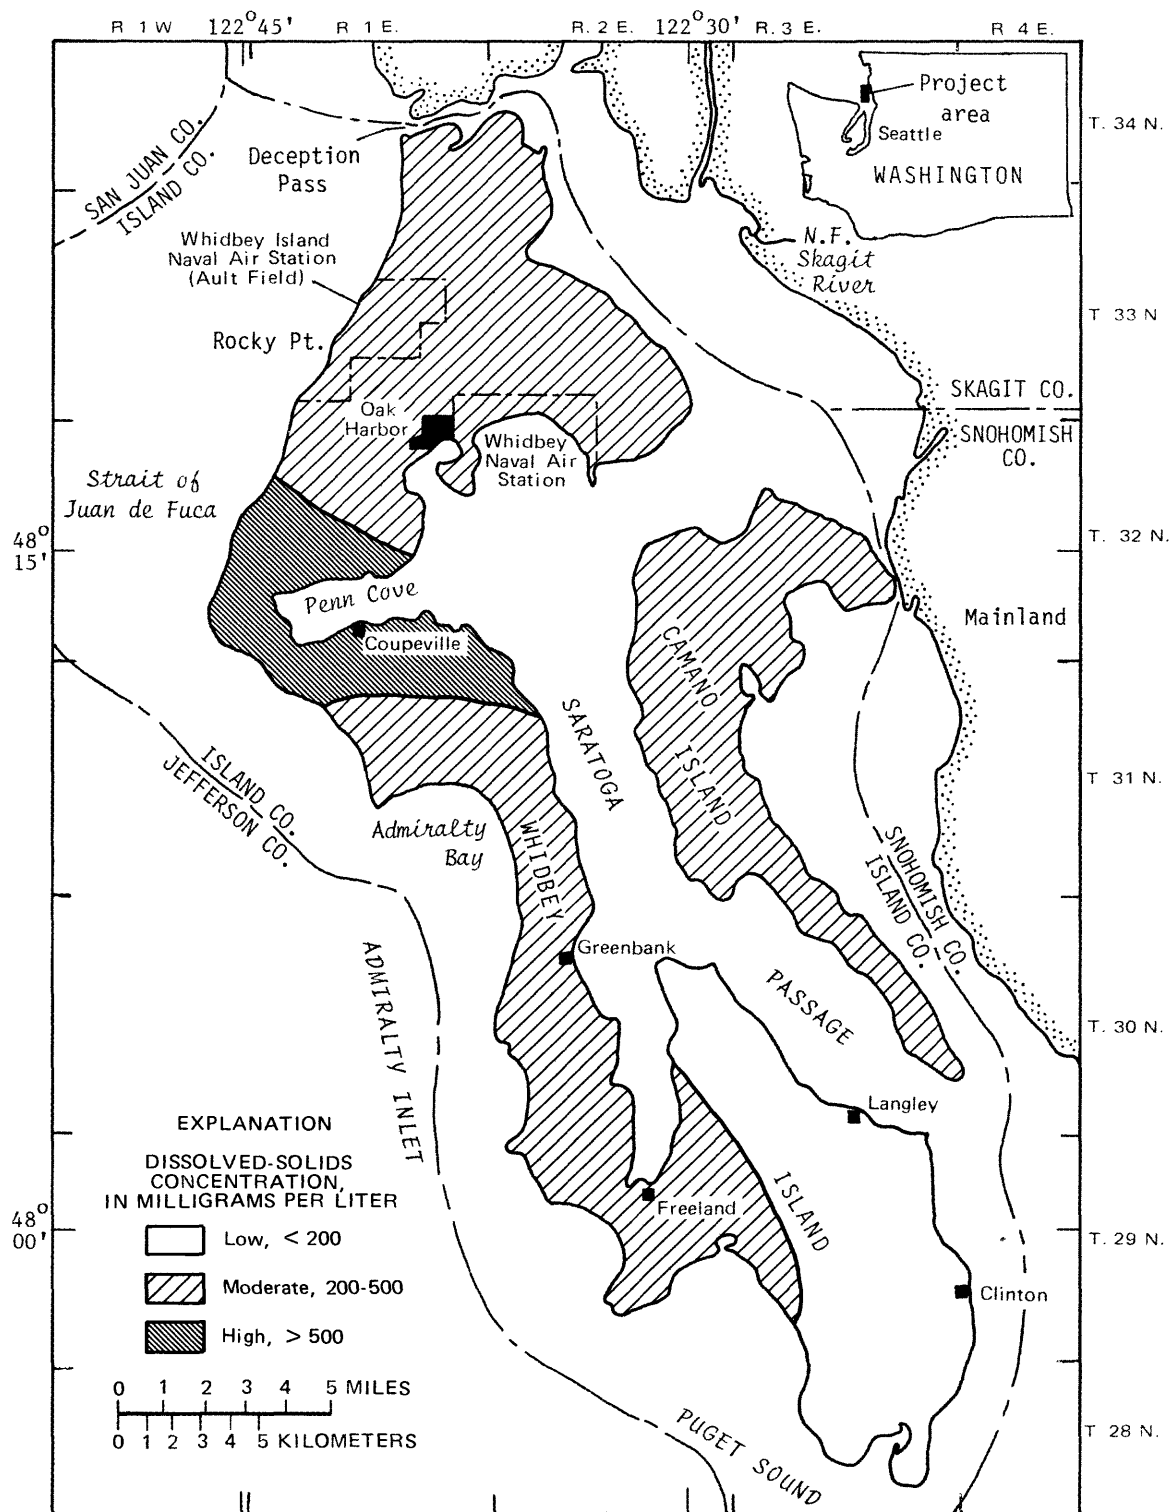 R 1 W 122°45' R 1 E. R. 2 E. 122°30' R. 3 E. R 4 E.
Project
area
Seattle
WASHINGTON
T. 34 N.
Deception
Pass
SAN JUAN CO.
ISLAND CO.
Whidbey Island
Naval Air Station
(Ault Field)
N.F.
Skagit
River
T 33 N
Rocky Pt.
SKAGIT CO.
SNOHOMISH
CO.
Oak
Harbor
Whidbey
Naval Air
Station
Strait of
Juan de Fuca
48°
15'
T. 32 N.
Penn Cove
Coupeville
Mainland
CAMANO
ISLAND
SARATOGA
PASSAGE
T 31 N.
ISLAND CO.
JEFFERSON CO.
Admiralty
Bay
WHIDBEY
ISLAND
SNOHOMISH CO.
ISLAND CO.
Greenbank
ADMIRALTY INLET
T. 30 N.
Langley
Freeland
EXPLANATION
DISSOLVED-SOLIDS
CONCENTRATION,
IN MILLIGRAMS PER LITER
48°
00'
Low, < 200
Moderate, 200-500
High, > 500
T. 29 N.
Clinton
0 1 2 3 4 5 MILES
0 1 2 3 4 5 KILOMETERS
PUGET SOUND
T 28 N.